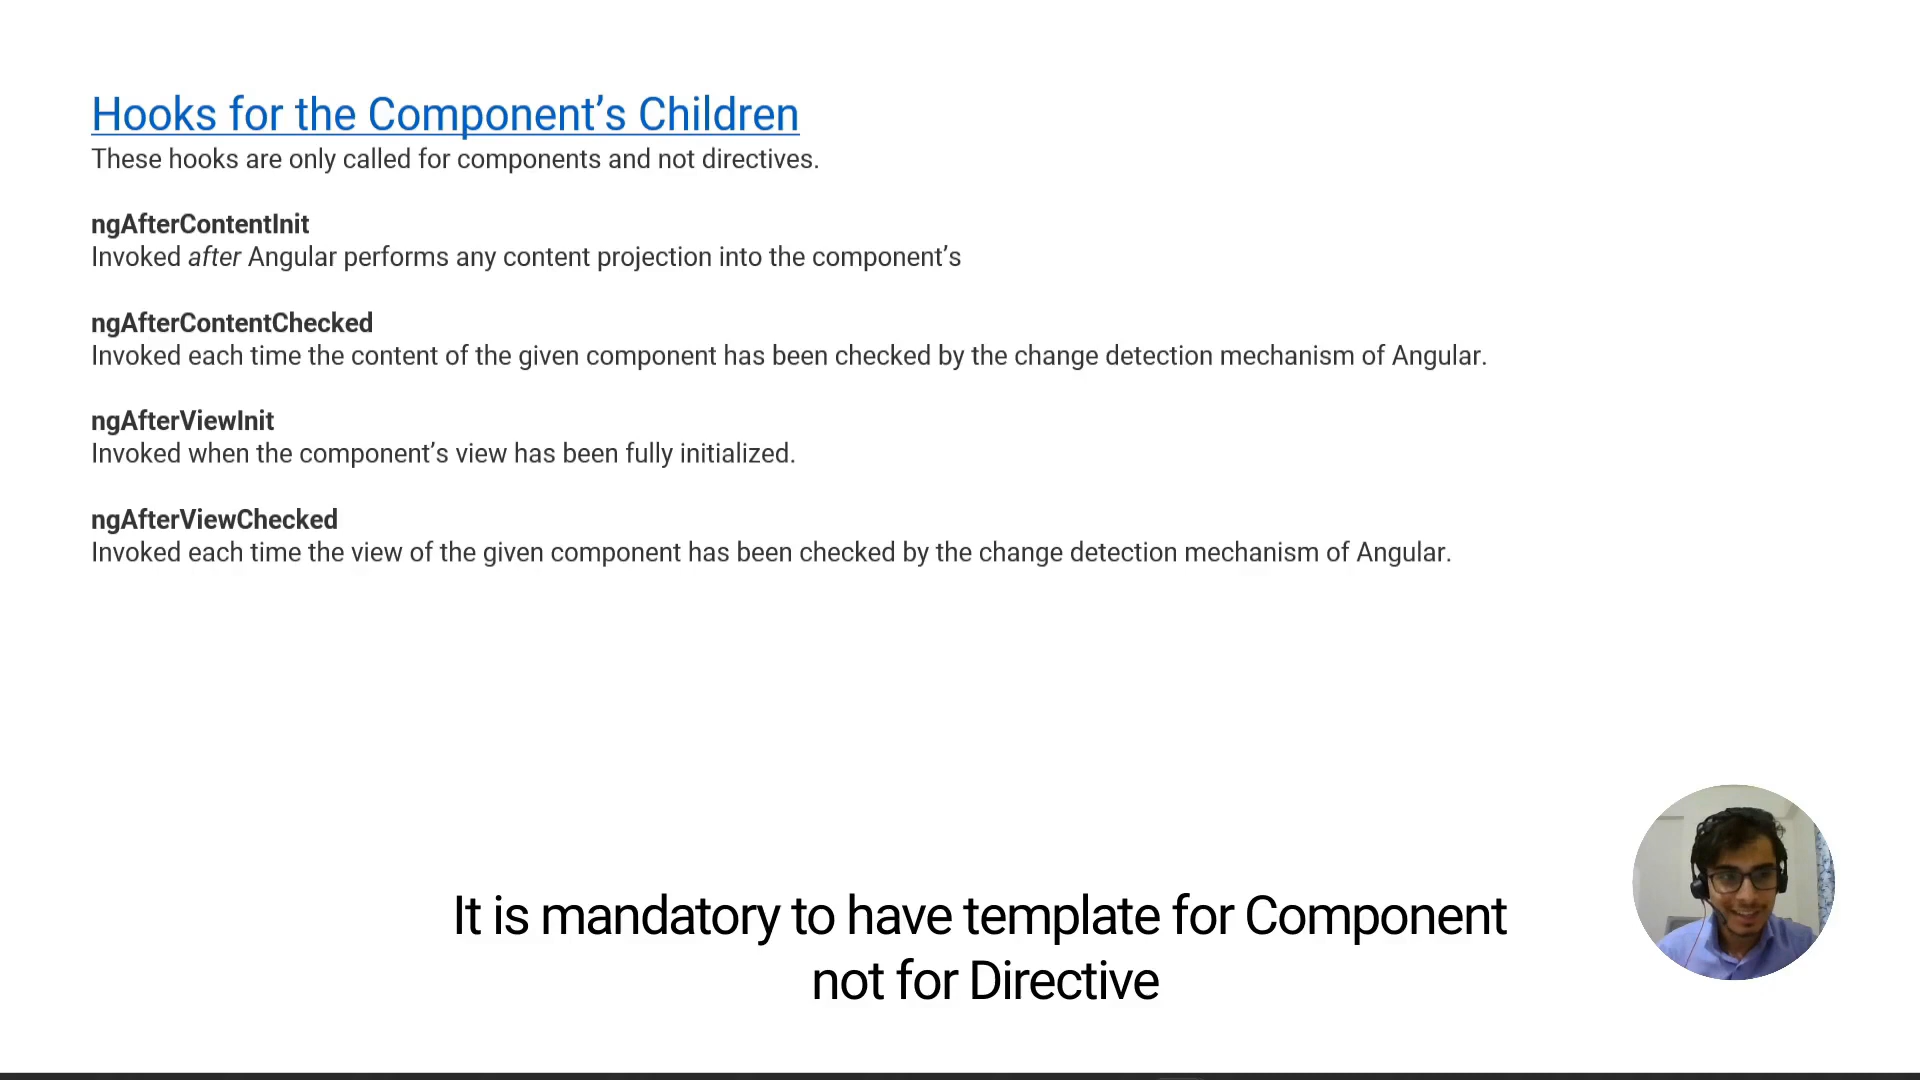 Hooks for the Component’s Children
These hooks are only called for components and not directives.
ngAfterContentInit
Invoked after Angular performs any content projection into the component’s
ngAfterContentChecked
Invoked each time the content of the given component has been checked by the change detection mechanism of Angular.
ngAfterViewInit
Invoked when the component’s view has been fully initialized.
ngAfterViewChecked
Invoked each time the view of the given component has been checked by the change detection mechanism of Angular.
It is mandatory to have template for Component
not for Directive